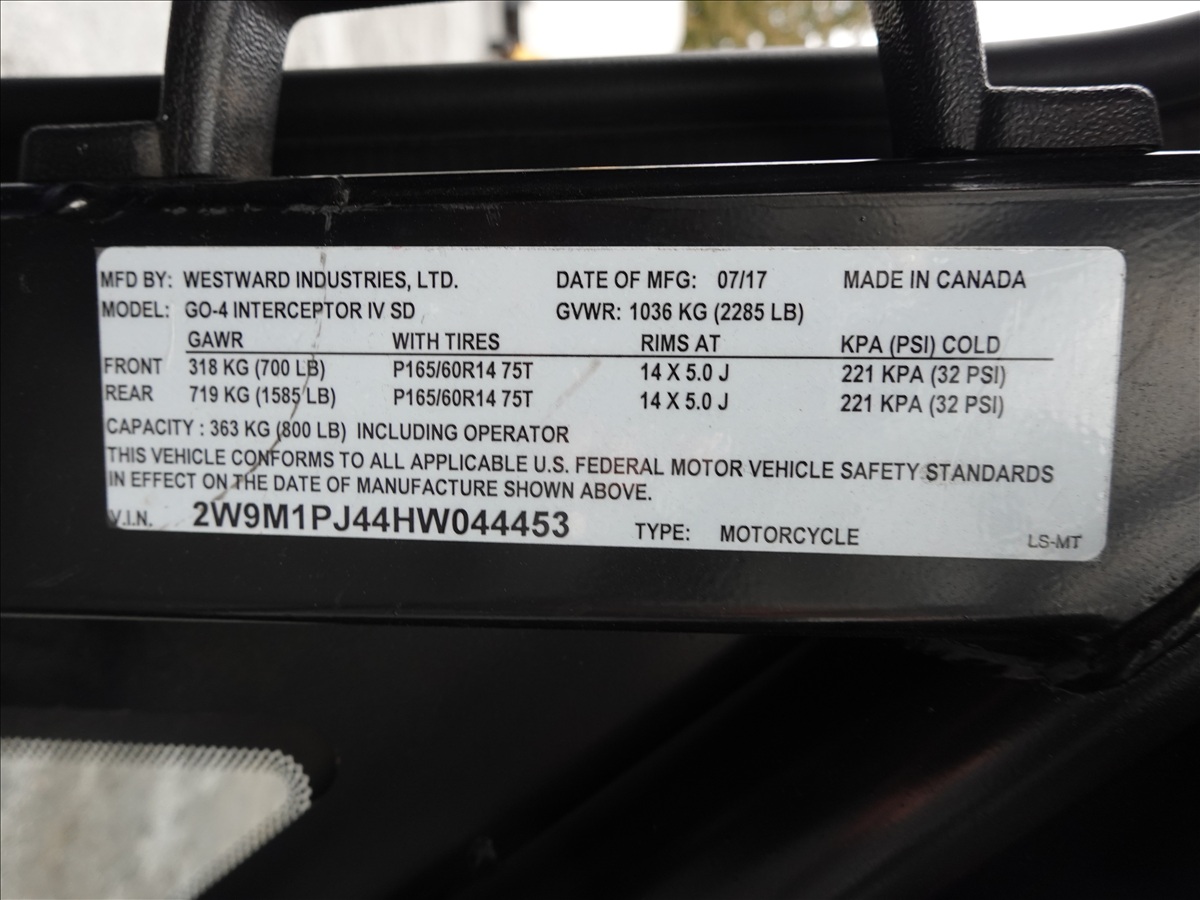 MFD BY: WESTWARD INDUSTRIES, LTD. DATE OF MFG: 07/17 MADE IN CANADA
MODEL: GO-4 INTERCEPTOR IV SD GVWR: 1036 KG (2285 LB)
GAWR WITH TIRES RIMS AT KPA (PSI) COLD
FRONT 318 KG (700 LB) P165/60R14 75T 14 X 5.0 J 221 KPA (32 PSI)
REAR 719 KG (1585 LB) P165/60R14 75T 14 X 5.0 J 221 KPA (32 PSI)
CAPACITY : 363 KG (800 LB) INCLUDING OPERATOR
THIS VEHICLE CONFORMS TO ALL APPLICABLE U.S. FEDERAL MOTOR VEHICLE SAFETY STANDARDS
IN EFFECT ON THE DATE OF MANUFACTURE SHOWN ABOVE.
V.I.N. 2W9M1PJ44HW044453 TYPE: MOTORCYCLE LS-MT